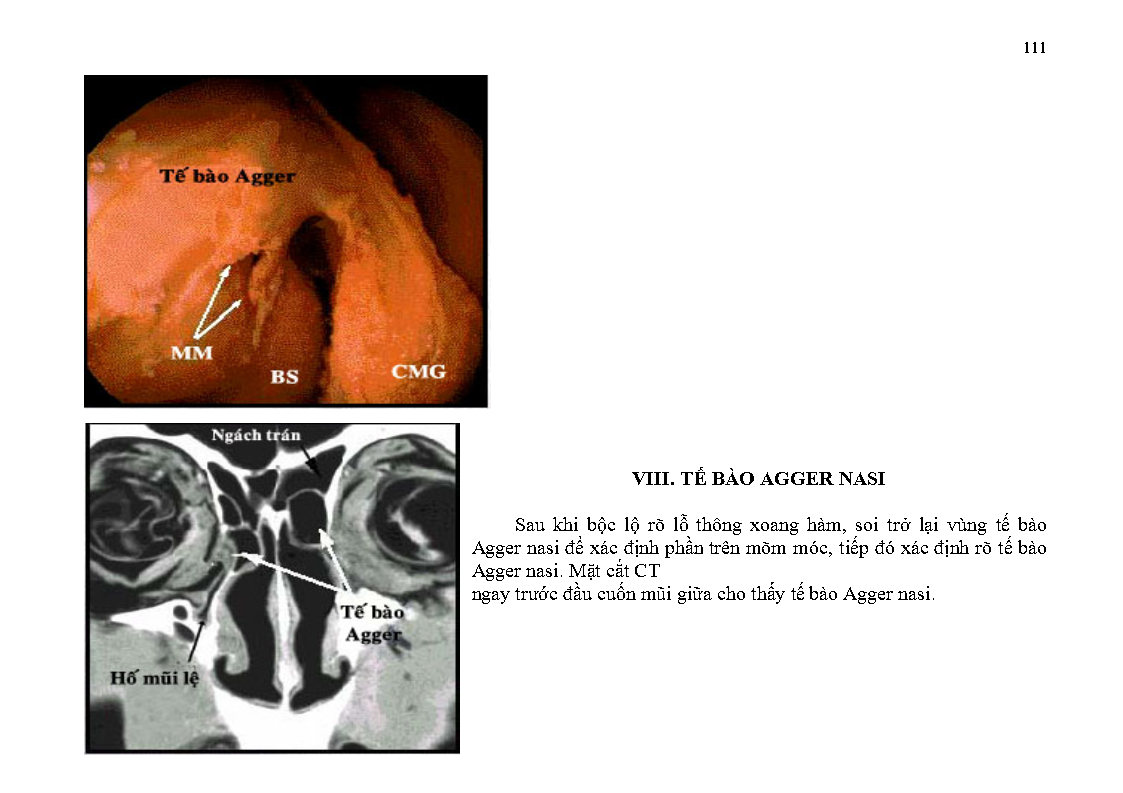 111
Tế bào Agger
MM
BS
CMG
Ngách trán
Tế bào
Agger
Hố mũi lệ
VIII. TẾ BÀO AGGER NASI
Sau khi bộc lộ rõ lỗ thông xoang hàm, soi trở lại vùng tế bào
Agger nasi để xác định phần trên mõm móc, tiếp đó xác định rõ tế bào
Agger nasi. Mặt cắt CT
ngay trước đầu cuốn mũi giữa cho thấy tế bào Agger nasi.